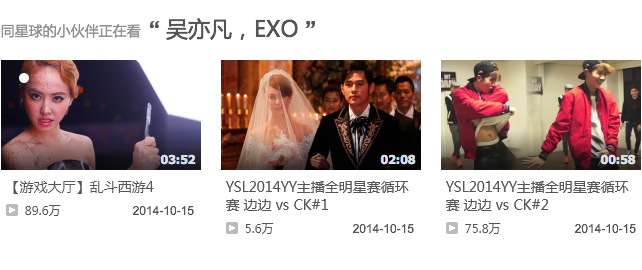 同星球的小伙伴正在看 “ 吴亦凡，EXO ”
03:52
02:08
00:58
【游戏大厅】乱斗西游4
89.6万
2014-10-15
YSL2014YY主播全明星赛循环
赛 边边 vs CK#1
5.6万
2014-10-15
YSL2014YY主播全明星赛循环
赛 边边 vs CK#2
75.8万
2014-10-15